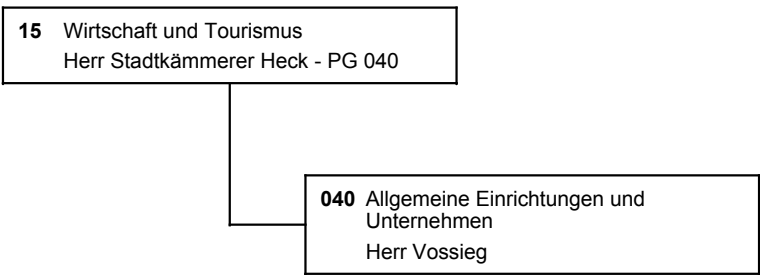 15 Wirtschaft und Tourismus
Herr Stadtkämmerer Heck - PG 040
040 Allgemeine Einrichtungen und
Unternehmen
Herr Vossieg